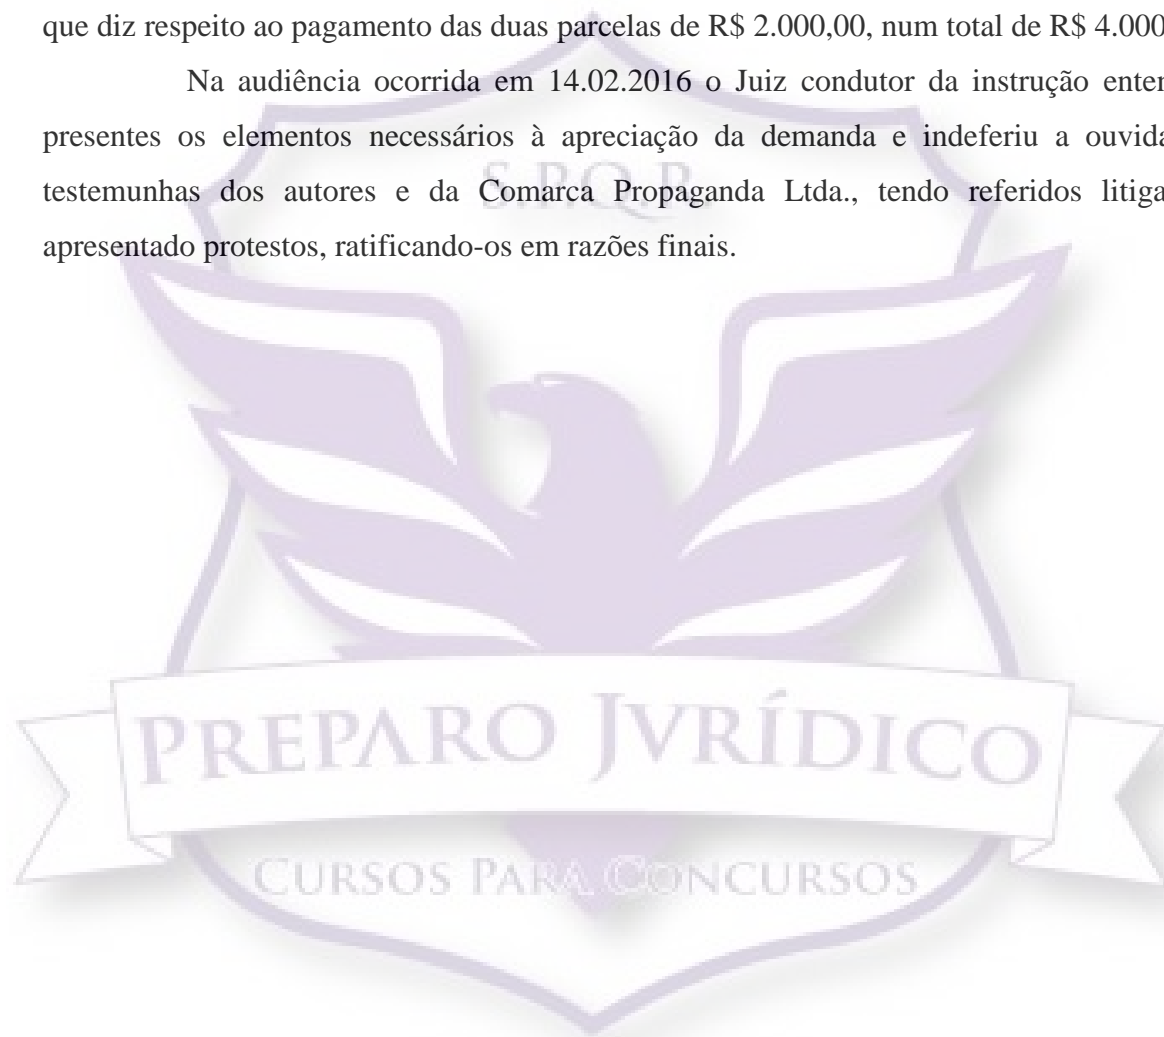 que diz respeito ao pagamento das duas parcelas de R$ 2.000,00, num total de R$ 4.000
Na audiência ocorrida em 14.02.2016 o Juiz condutor da instrução enten
presentes os elementos necessários à apreciação da demanda e indeferiu a ouvida
testemunhas dos autores e da Comarca Propaganda Ltda., tendo referidos litiga
apresentado protestos, ratificando-os em razões finais.
S.P.Q.R.
PREPARO JVRÍDICO
CURSOS PARA CONCURSOS